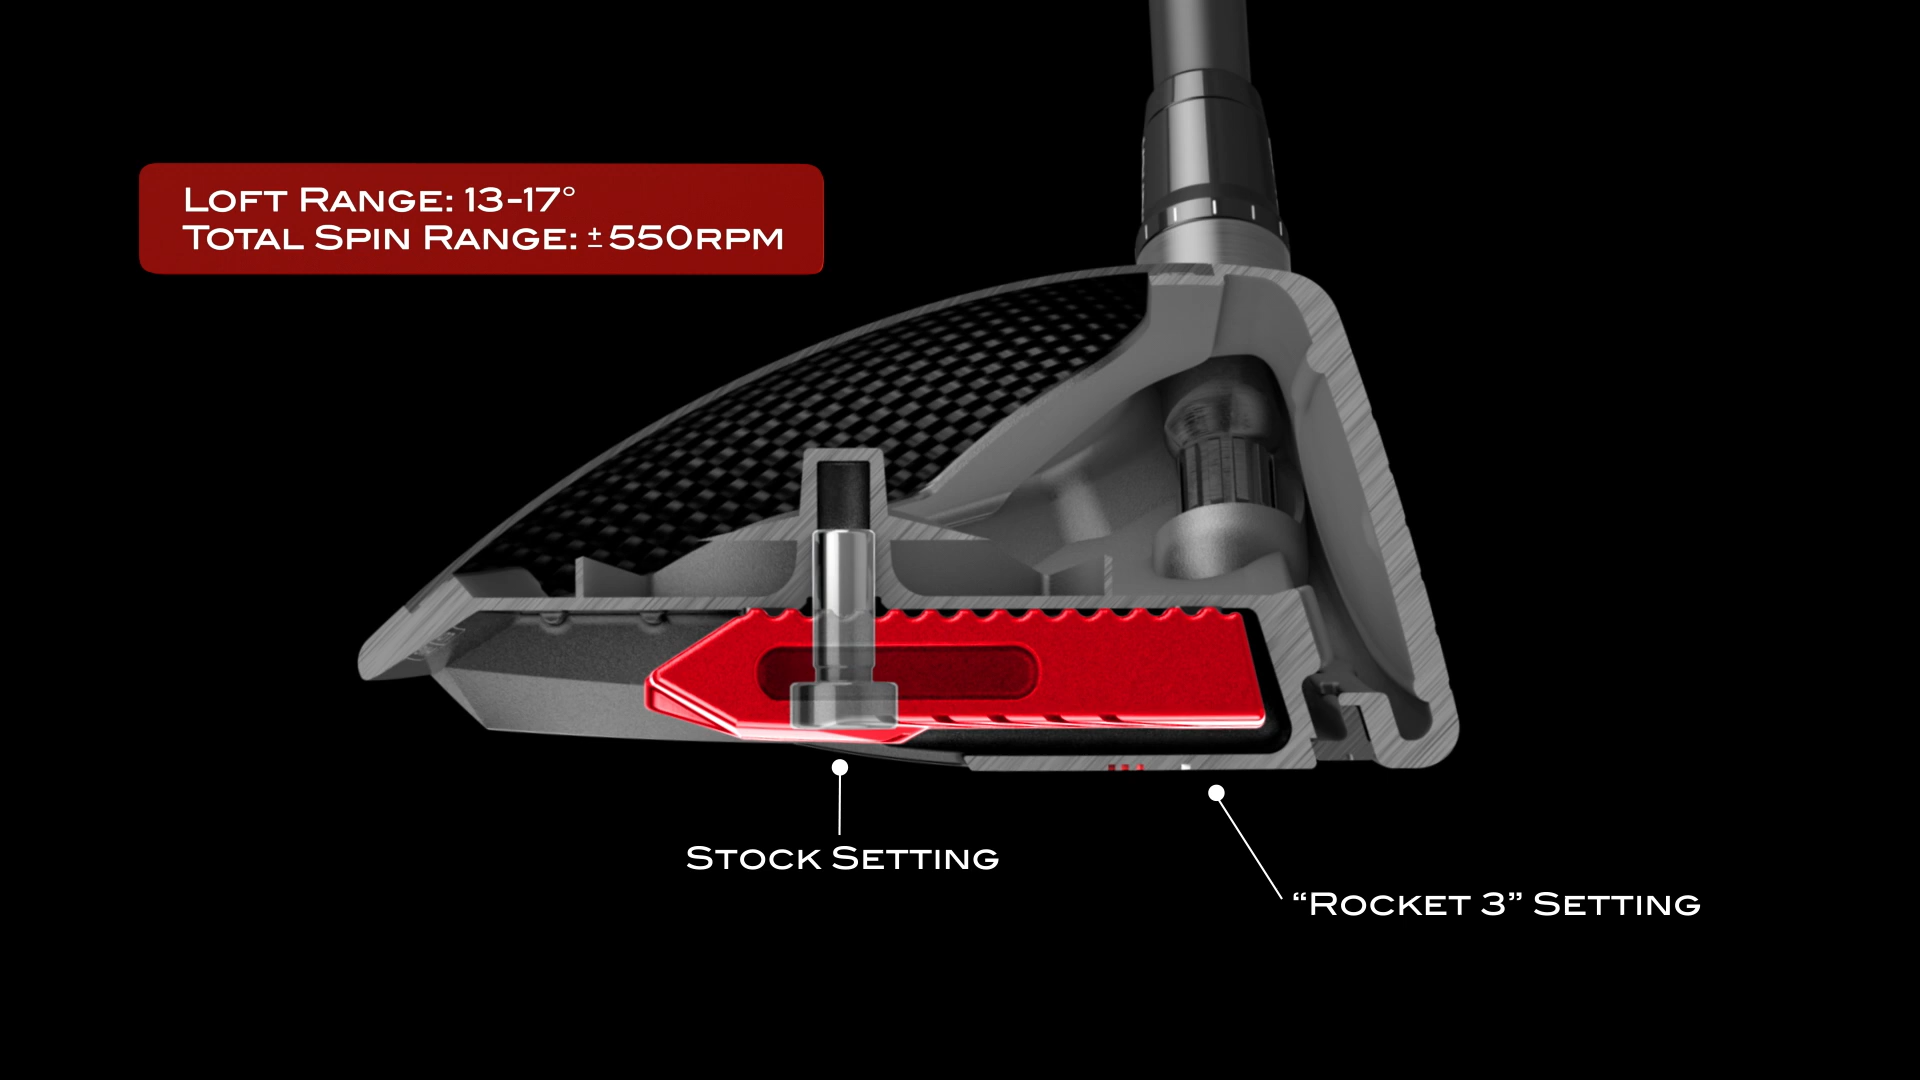 LOFT RANGE: 13-17°
TOTAL SPIN RANGE: ±550RPM
STOCK SETTING
“ROCKET 3” SETTING